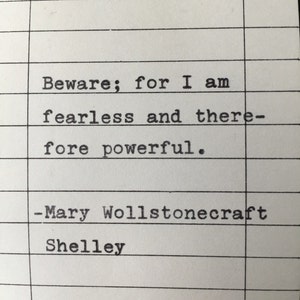 Beware; for I am
fearless and there-
fore powerful.
-Mary Wollstonecraft
Shelley